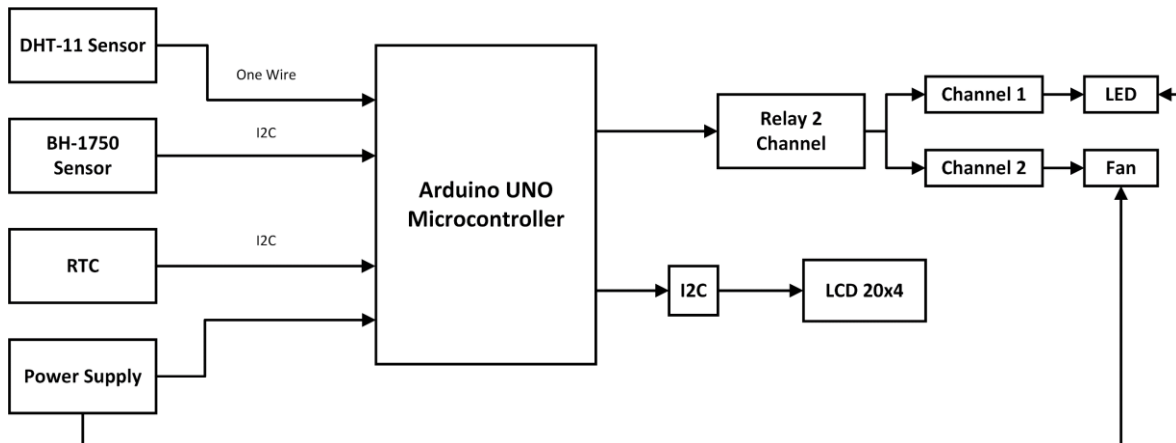 DHT-11 Sensor
One Wire
BH-1750
Sensor
I2C
RTC
I2C
Power Supply
Arduino UNO
Microcontroller
Relay 2
Channel
Channel 1
LED
Channel 2
Fan
I2C
LCD 20x4